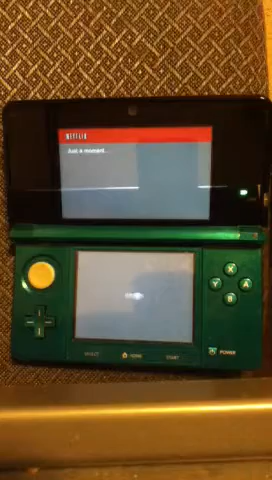 NETFLIX
Just a moment...
X
Y
A
B
SELECT
HOME
START
POWER